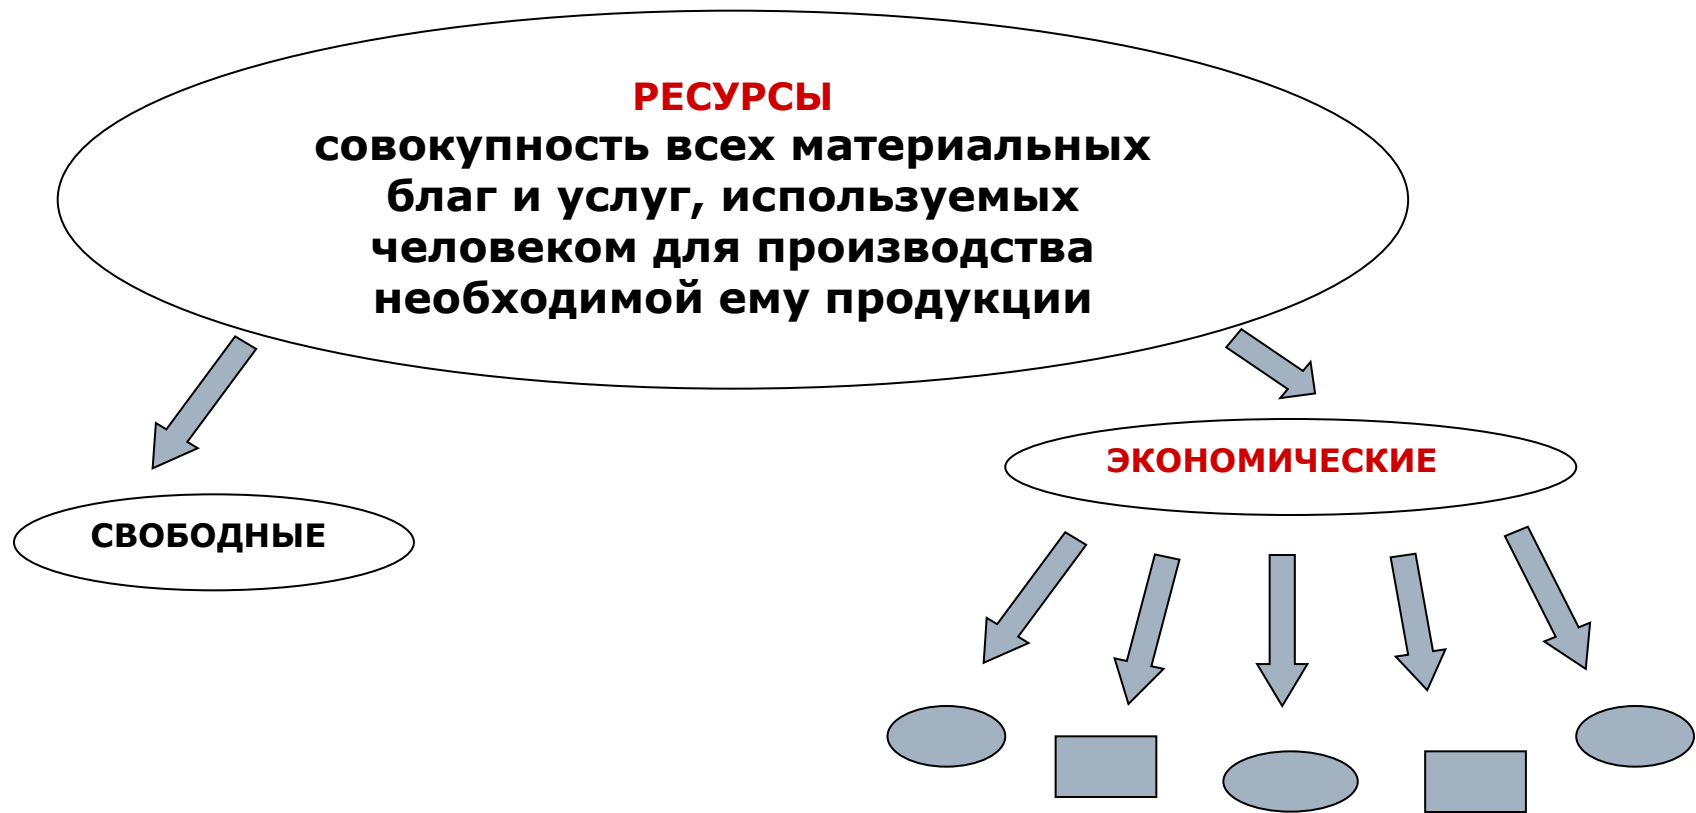 РЕСУРСЫ
совокупность всех материальных
благ и услуг, используемых
человеком для производства
необходимой ему продукции
ЭКОНОМИЧЕСКИЕ
СВОБОДНЫЕ